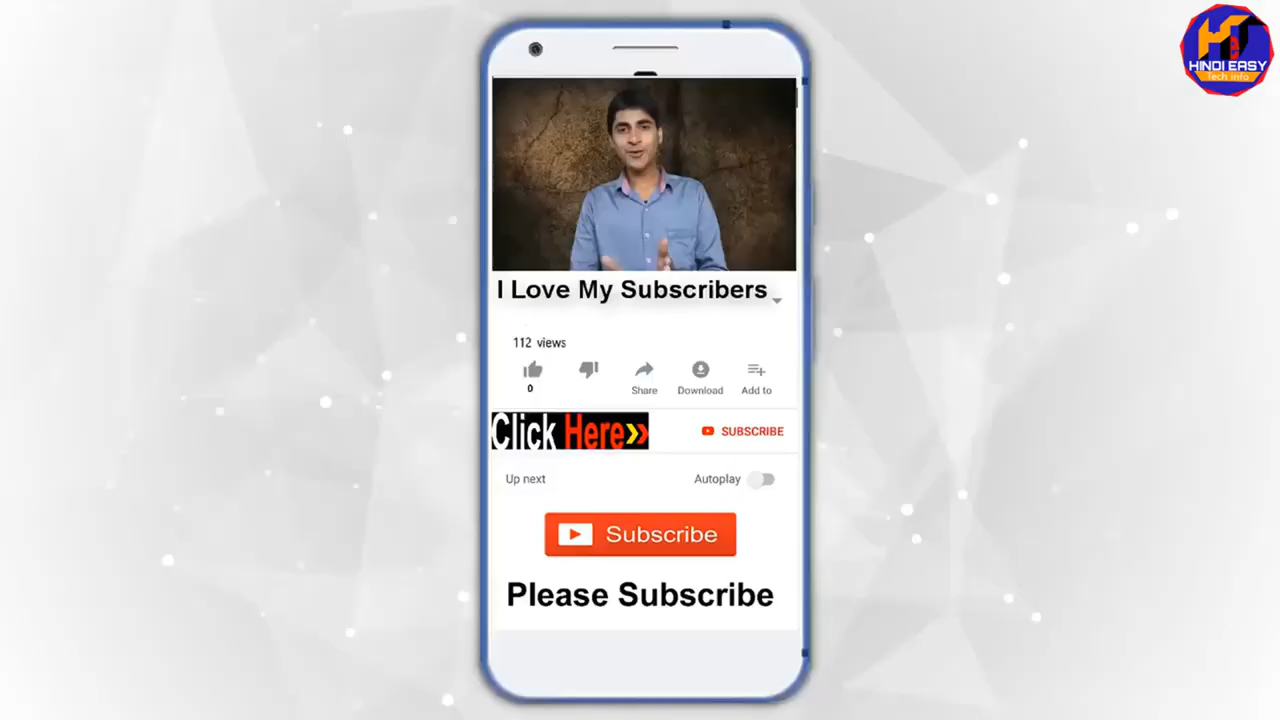 HINDI EASY
Tech info
I Love My Subscribers
112 views
0
Share
Download
Add to
Click Here
SUBSCRIBE
Up next
Autoplay
Subscribe
Please Subscribe